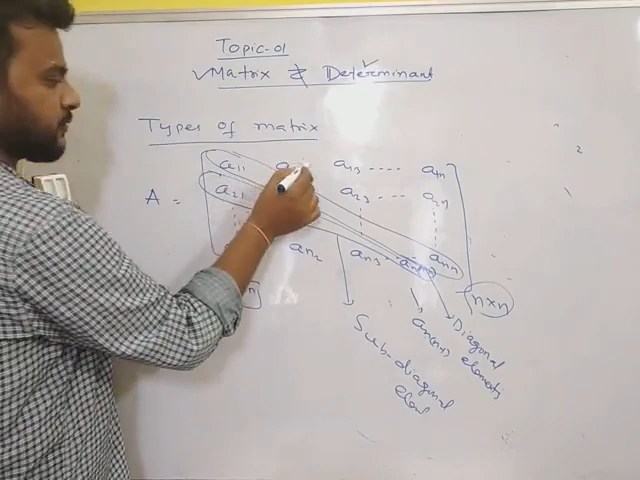 Topic-01
✓Matrix & Determinant
Types of matrix
A =
a11 a13 ---- a1n
a21 a23 --- a2n
an2 an3 ann
n×n
an(n-1)
Diagonal elements
Sub-diagonal